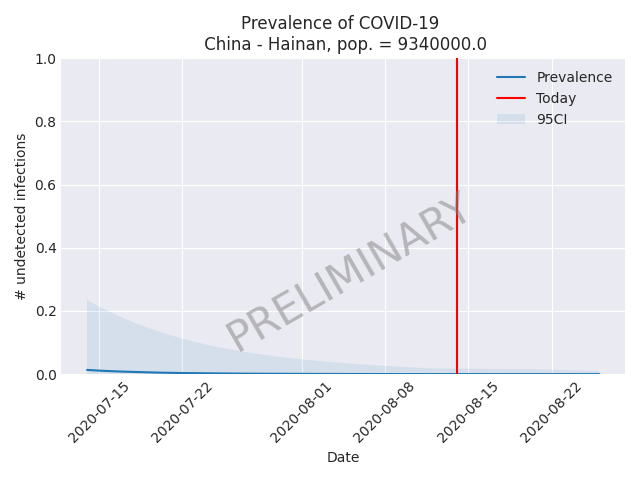 Prevalence of COVID-19
China - Hainan, pop. = 9340000.0
1.0
0.8
0.6
0.4
0.2
0.0
# undetected infections
Prevalence
Today
95CI
PRELIMINARY
2020-07-15
2020-07-22
2020-08-01
2020-08-08
2020-08-15
2020-08-22
Date